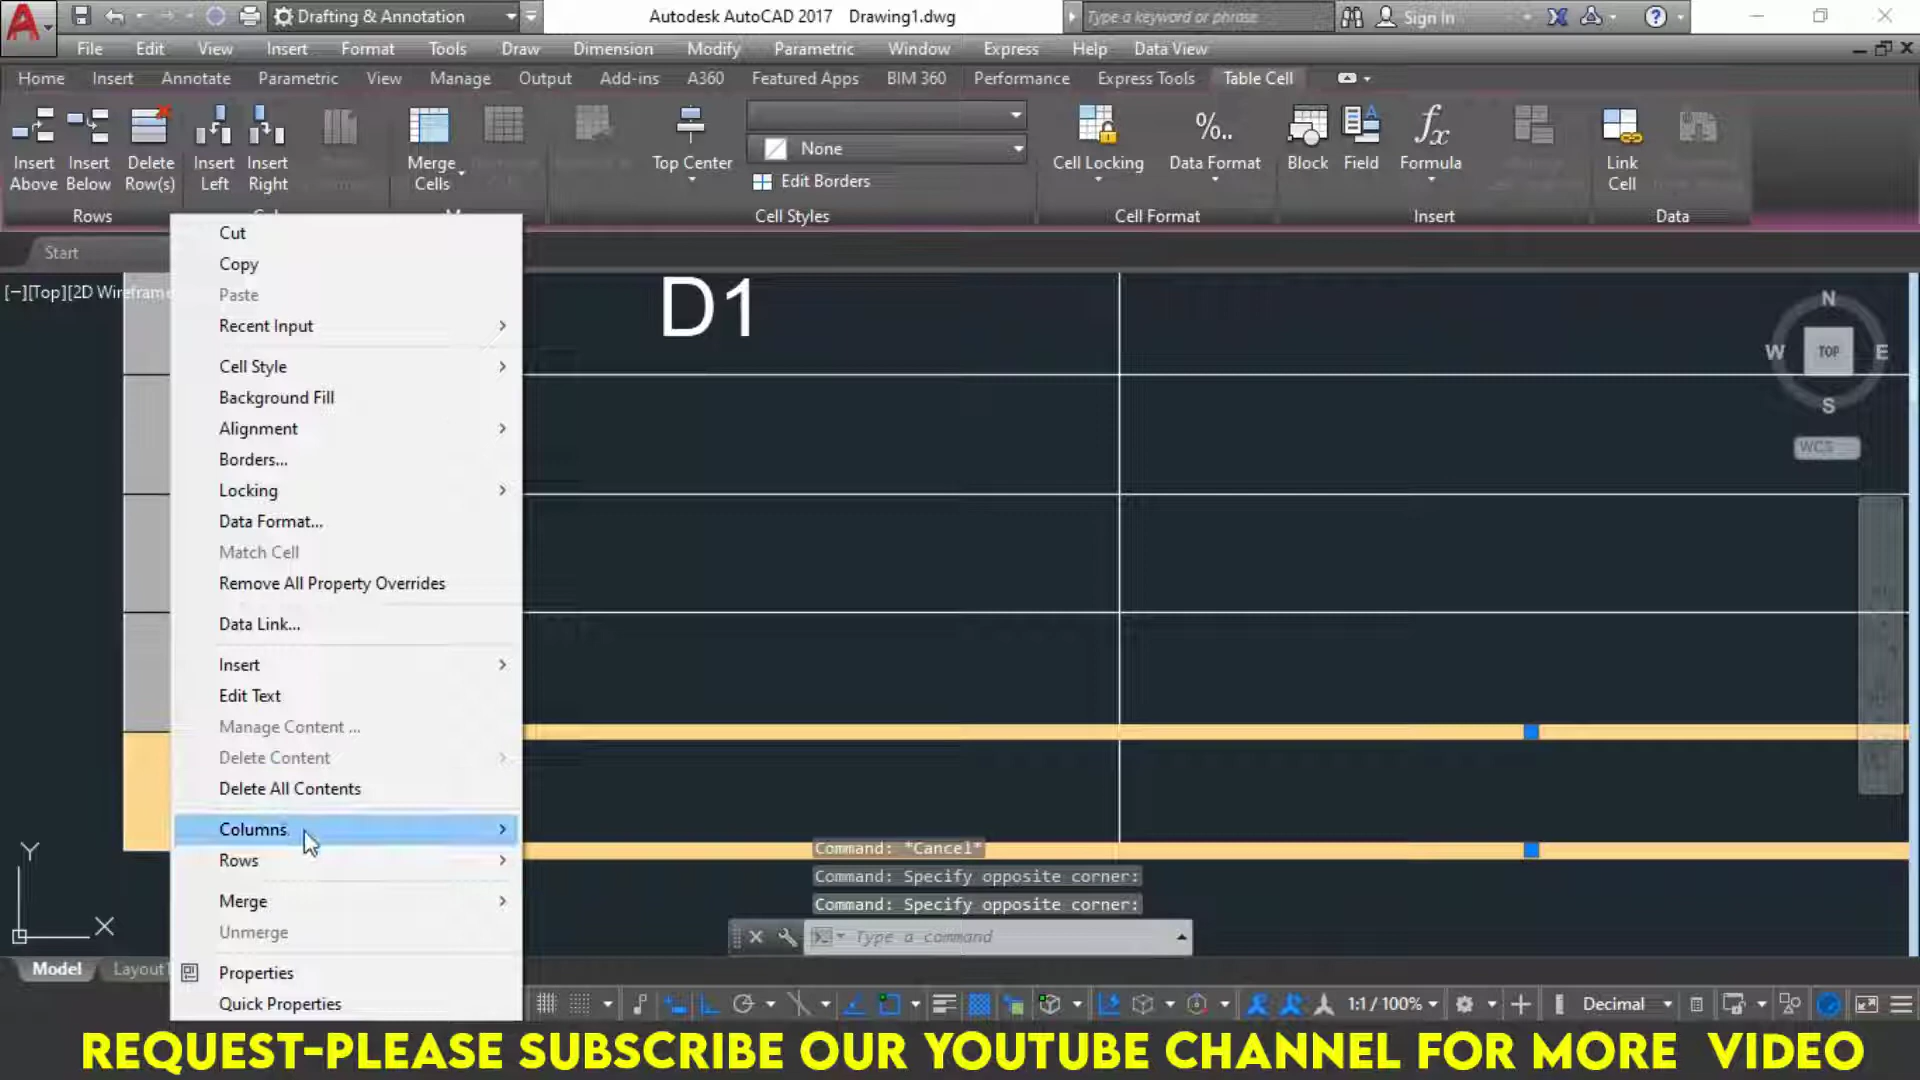 Drafting & Annotation
Autodesk AutoCAD 2017 Drawing1.dwg
Type a keyword or phrase
Sign In
File Edit View Insert Format Tools Draw Dimension Modify Parametric Window Express Help Data View
Home Insert Annotate Parametric View Manage Output Add-ins A360 Featured Apps BIM 360 Performance Express Tools Table Cell
Insert Above
Insert Below
Delete Row(s)
Insert Left
Insert Right
Merge Cells
Top Center
None
Edit Borders
Cell Locking
%..
Data Format
Block
Field
fx
Formula
Link Cell
Rows
Cell Styles
Cell Format
Insert
Data
Start
[−][Top][2D Wireframe
Cut
Copy
Paste
Recent Input
Cell Style
Background Fill
Alignment
Borders...
Locking
Data Format...
Match Cell
Remove All Property Overrides
Data Link...
Insert
Edit Text
Manage Content ...
Delete Content
Delete All Contents
Columns
Rows
Merge
Unmerge
Properties
Quick Properties
D1
N
W
TOP
E
S
WCS
Y
X
Command: *Cancel*
Command: Specify opposite corner:
Command: Specify opposite corner:
Type a command
Model Layout1
1:1 / 100%
Decimal
REQUEST-PLEASE SUBSCRIBE OUR YOUTUBE CHANNEL FOR MORE VIDEO